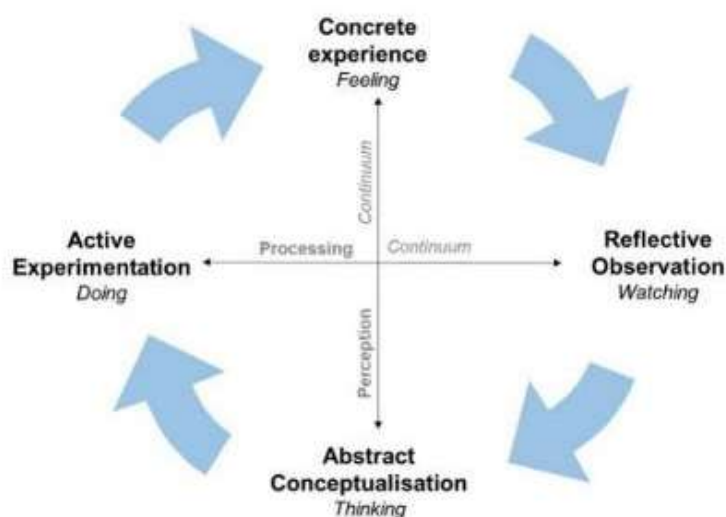 Concrete
experience
Feeling
Continuum
Active
Experimentation
Doing
Processing
Continuum
Reflective
Observation
Watching
Perception
Abstract
Conceptualisation
Thinking